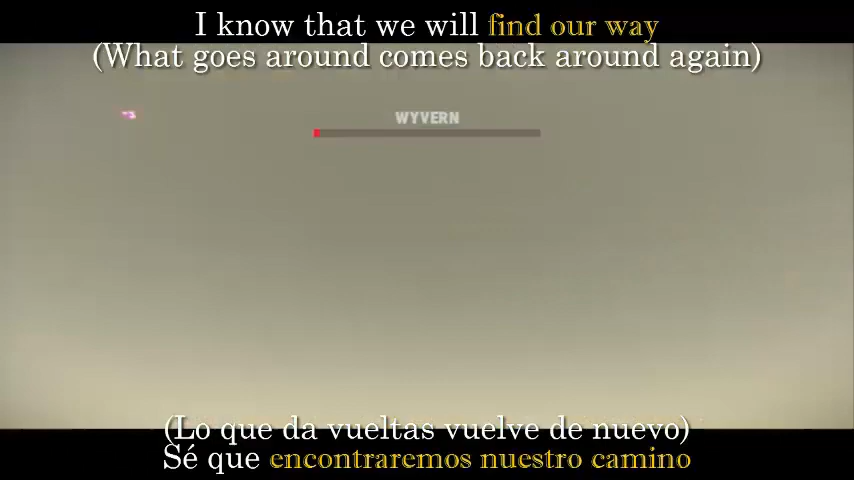 I know that we will find our way
(What goes around comes back around again)
WYVERN
(Lo que da vueltas vuelve de nuevo)
Sé que encontraremos nuestro camino